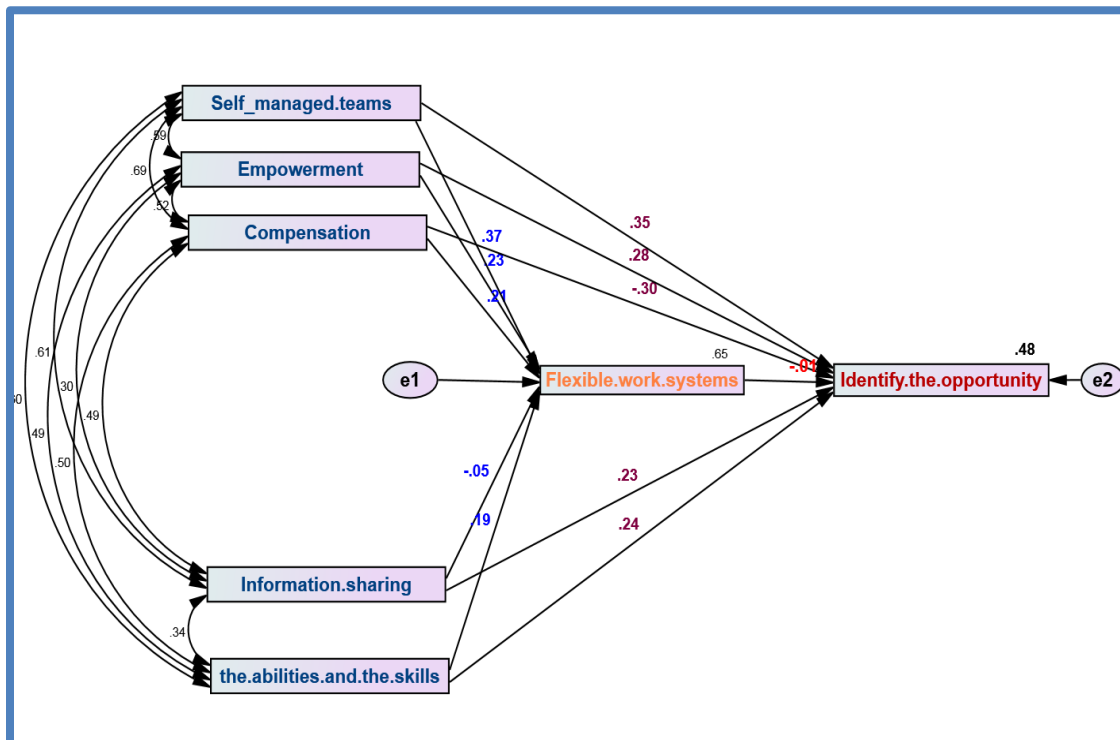 Self_managed.teams
.59
Empowerment
.69
.52
Compensation
.35
.37
.28
.23
-.30
.21
.48
.65
-.01
e1
Flexible.work.systems
Identify.the.opportunity
e2
.61
.30
.49
.49
.50
-.05
.23
.19
.24
Information.sharing
.34
the.abilities.and.the.skills